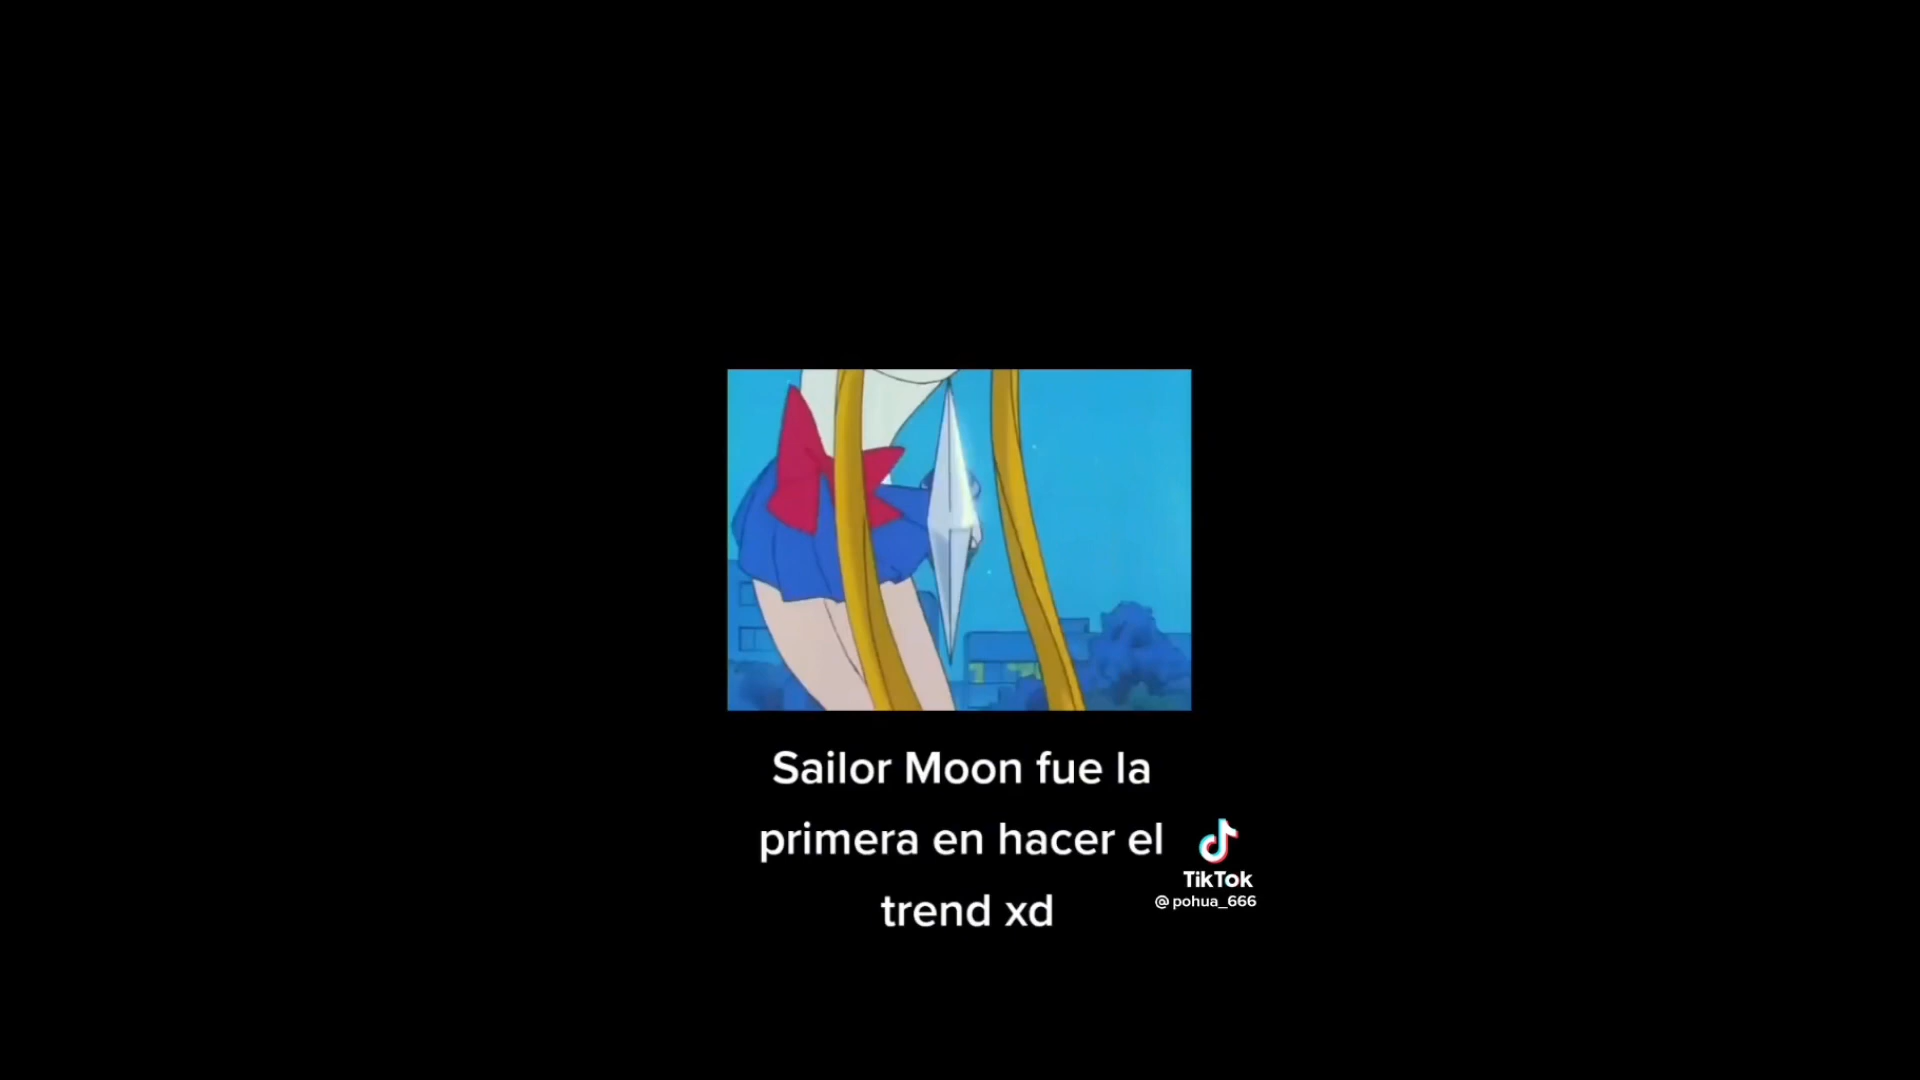 Sailor Moon fue la
primera en hacer el
trend xd
TikTok
@pohua_666